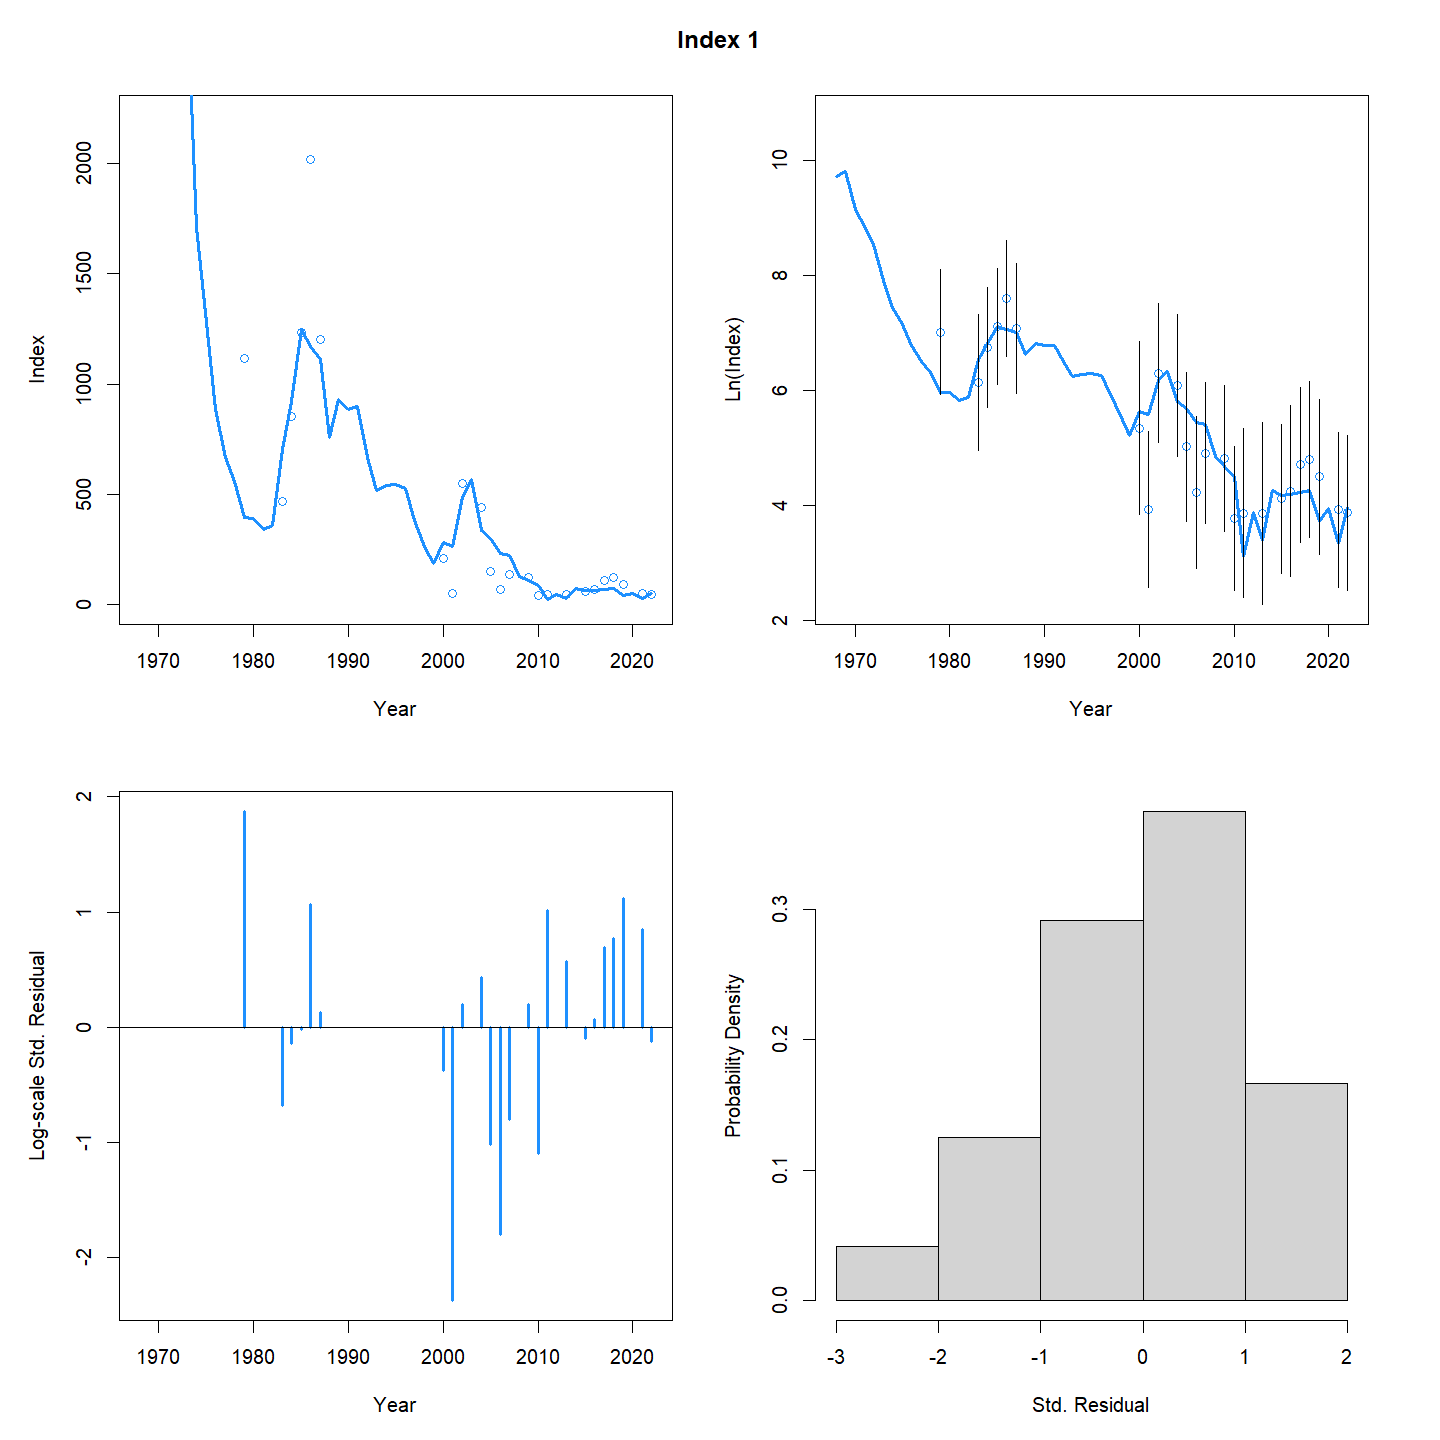 Index 1
Index
2000
1500
1000
500
0
1970 1980 1990 2000 2010 2020
Year
Ln(Index)
10
8
6
4
2
1970 1980 1990 2000 2010 2020
Year
Log-scale Std. Residual
2
1
0
-1
-2
1970 1980 1990 2000 2010 2020
Year
Probability Density
0.3
0.2
0.1
0.0
-3 -2 -1 0 1 2
Std. Residual